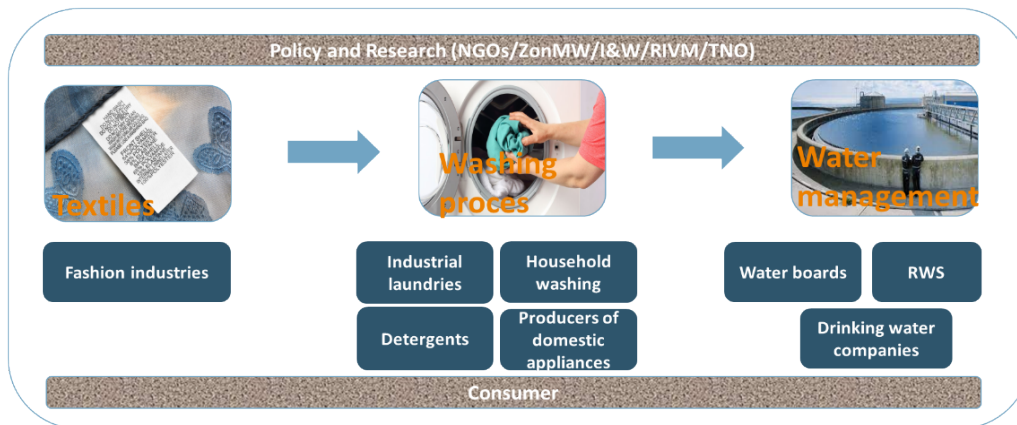 Policy and Research (NGOs/ZonMW/I&W/RIVM/TNO)
Textiles
Washing
proces
Water
management
Fashion industries
Industrial
laundries
Household
washing
Detergents
Producers of
domestic
appliances
Water boards
RWS
Drinking water
companies
Consumer